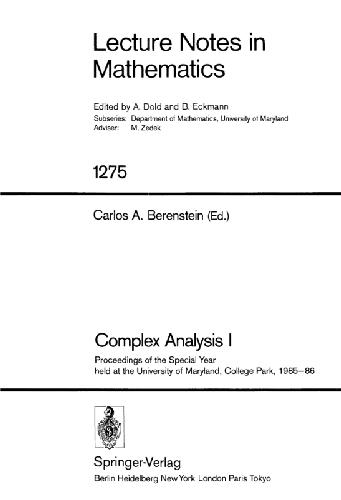 Lecture Notes in
Mathematics
Edited by A. Dold and B. Eckmann
Subseries: Department of Mathematics, University of Maryland
Adviser: M. Zedek
1275
Carlos A. Berenstein (Ed.)
Complex Analysis I
Proceedings of the Special Year
held at the University of Maryland, College Park, 1985–86
Springer-Verlag
Berlin Heidelberg New York London Paris Tokyo